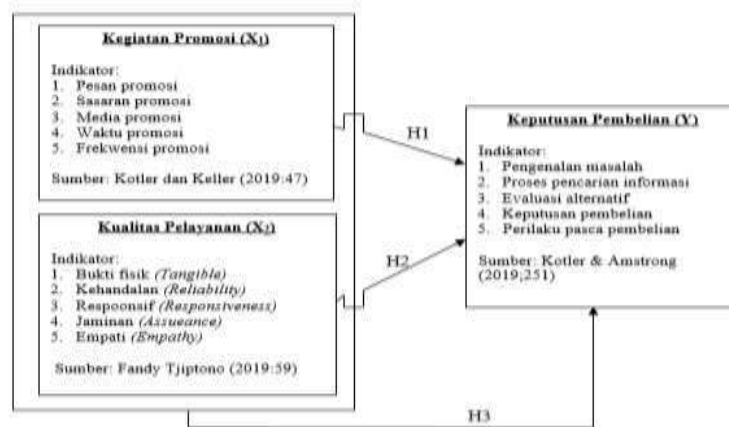 Kegiatan Promosi (X1)
Indikator:
1. Pesan promosi
2. Sasaran promosi
3. Media promosi
4. Waktu promosi
5. Frekwensi promosi
Sumber: Kotler dan Keller (2019:47)
Kualitas Pelayanan (X2)
Indikator:
1. Bukti fisik (Tangible)
2. Kehandalan (Reliability)
3. Respoonsif (Responsiveness)
4. Jaminan (Assueance)
5. Empati (Empathy)
Sumber: Fandy Tjiptono (2019:59)
H1
H2
Keputusan Pembelian (Y)
Indikator:
1. Pengenalan masalah
2. Proses pencarian informasi
3. Evaluasi alternatif
4. Keputusan pembelian
5. Perilaku pasca pembelian
Sumber: Kotler & Amstrong
(2019;251)
H3